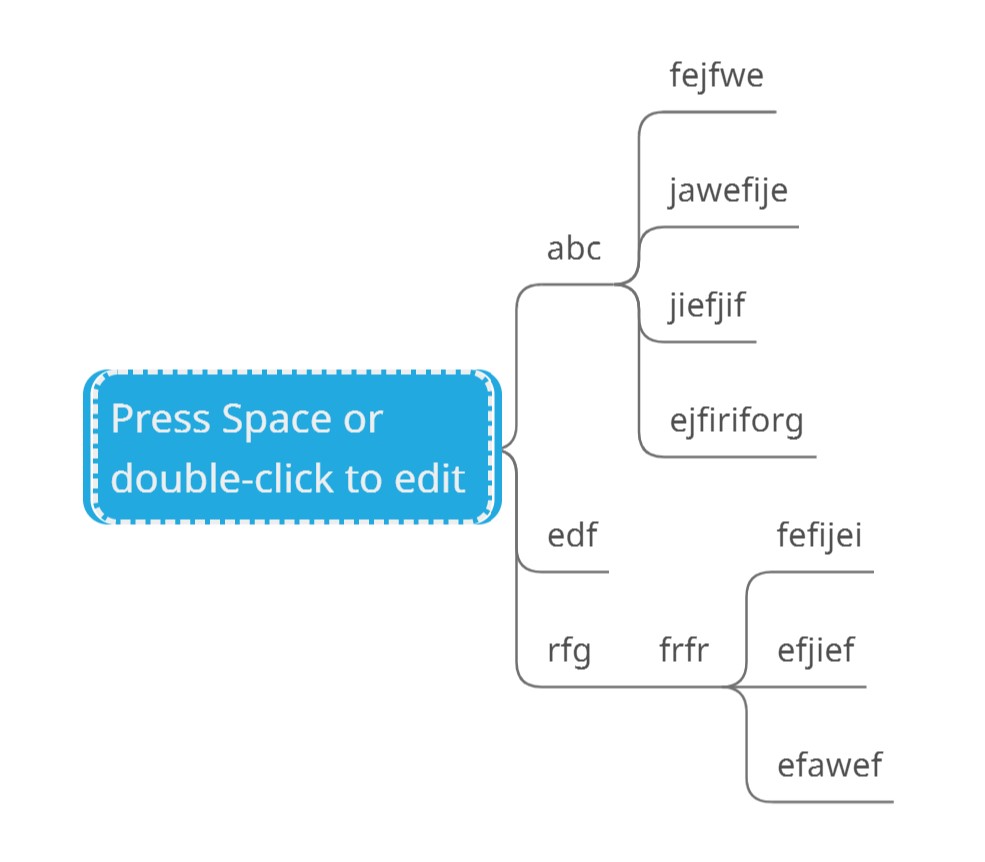 fejfwe
jawefije
abc
jiefjif
ejfiriforg
Press Space or
double-click to edit
edf
fefijei
rfg frfr efjief
efawef